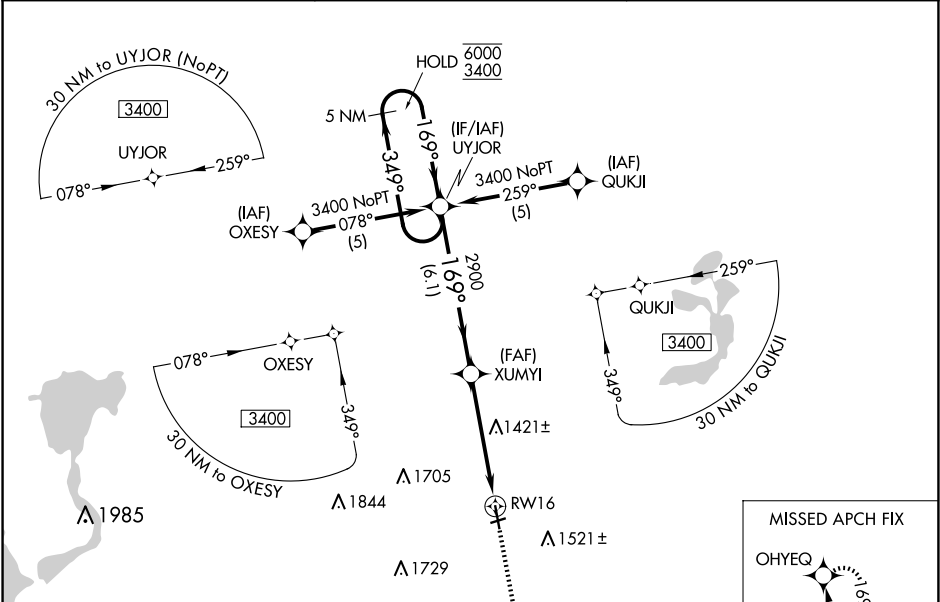 30 NM to UYJOR (NoPT)
3400
UYJOR
078°
259°
HOLD 6000
3400
5 NM
169°
349°
(IF/IAF)
UYJOR
(IAF)
OXESY
3400 NoPT
078°
(5)
3400 NoPT
259°
(5)
(IAF)
QUKJI
2900
169°
(6.1)
(FAF)
XUMYI
078°
OXESY
349°
3400
30 NM to OXESY
259°
QUKJI
3400
349°
30 NM to QUKJI
1421±
1705
1844
1985
RW16
1521±
1729
MISSED APCH FIX
OHYEQ